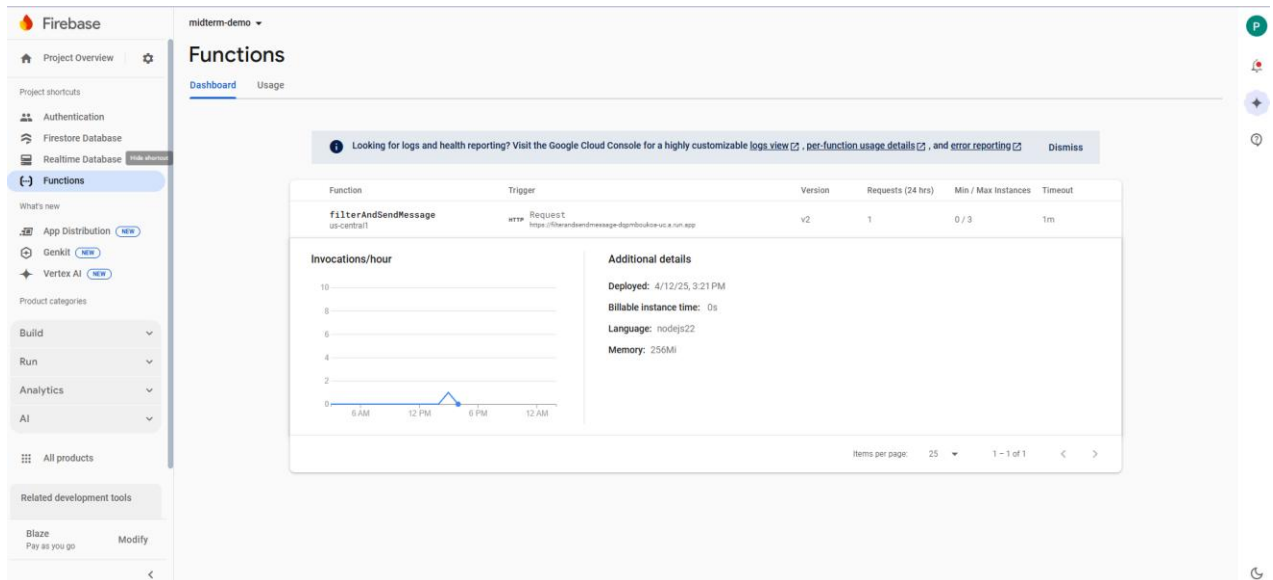 Firebase
Project Overview
Project shortcuts
Authentication
Firestore Database
Realtime Database
Hide shortcut
Functions
What's new
App Distribution NEW
Genkit NEW
Vertex AI NEW
Product categories
Build
Run
Analytics
AI
All products
Related development tools
Blaze
Pay as you go
Modify
midterm-demo
Functions
Dashboard Usage
P
Looking for logs and health reporting? Visit the Google Cloud Console for a highly customizable logs view , per-function usage details , and error reporting Dismiss
Function Trigger Version Requests (24 hrs) Min / Max Instances Timeout
filterAndSendMessage HTTP Request v2 1 0 / 3 1m
us-central1
Invocations/hour
10
8
6
4
2
0
6 AM 12 PM 6 PM 12 AM
Additional details
Deployed: 4/12/25, 3:21 PM
Billable instance time: 0s
Language: nodejs22
Memory: 256Mi
Items per page: 25 1 – 1 of 1